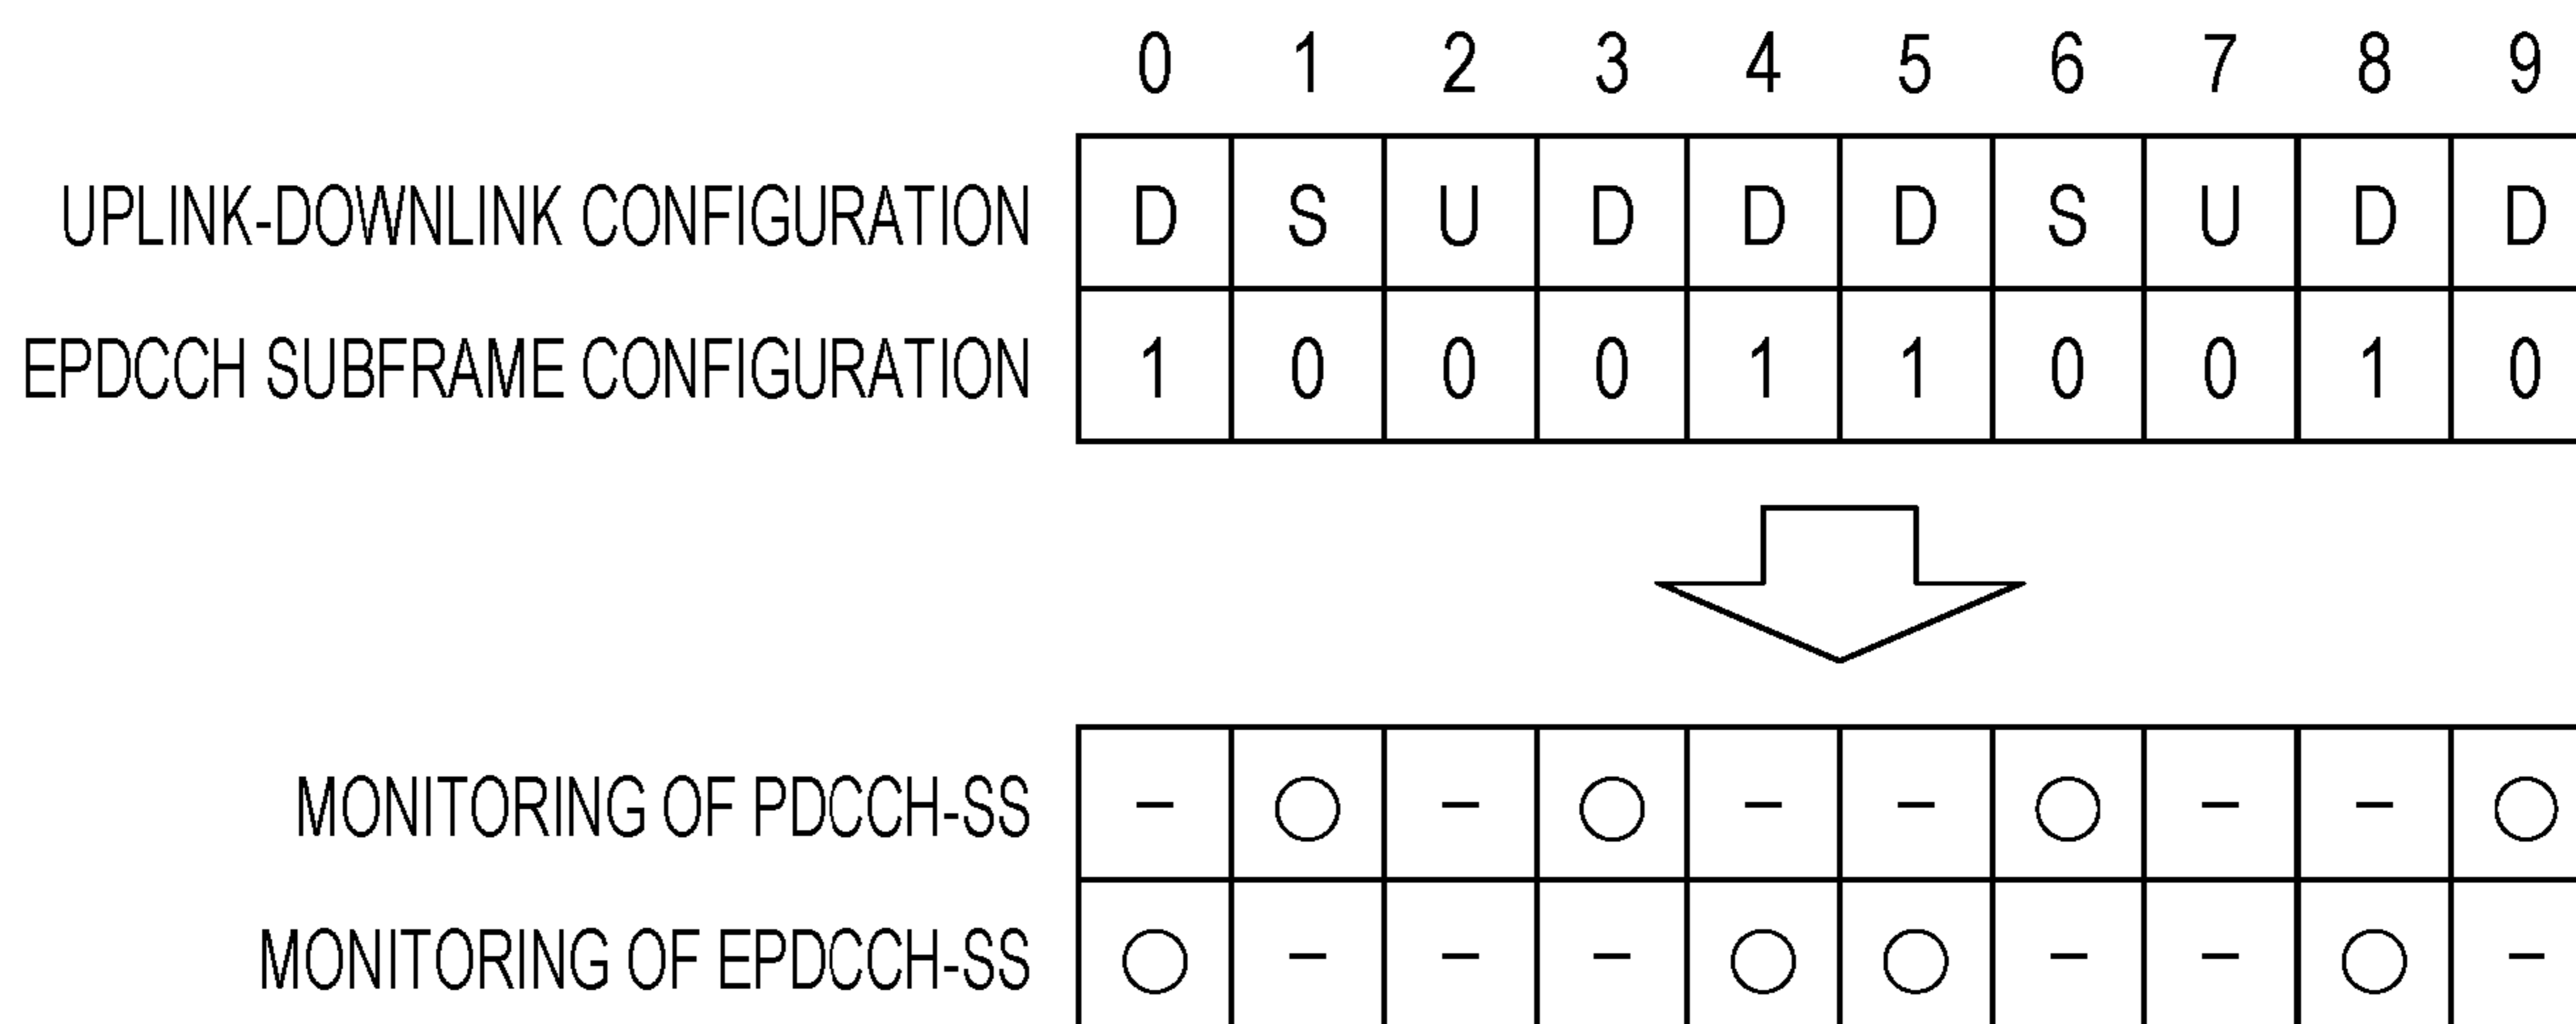 0 1 2 3 4 5 6 7 8 9
UPLINK-DOWNLINK CONFIGURATION D S U D D D S U D D
EPDCCH SUBFRAME CONFIGURATION 1 0 0 0 1 1 0 0 1 0
MONITORING OF PDCCH-SS – ○ – ○ – – ○ – – ○
MONITORING OF EPDCCH-SS ○ – – – ○ ○ – – ○ –